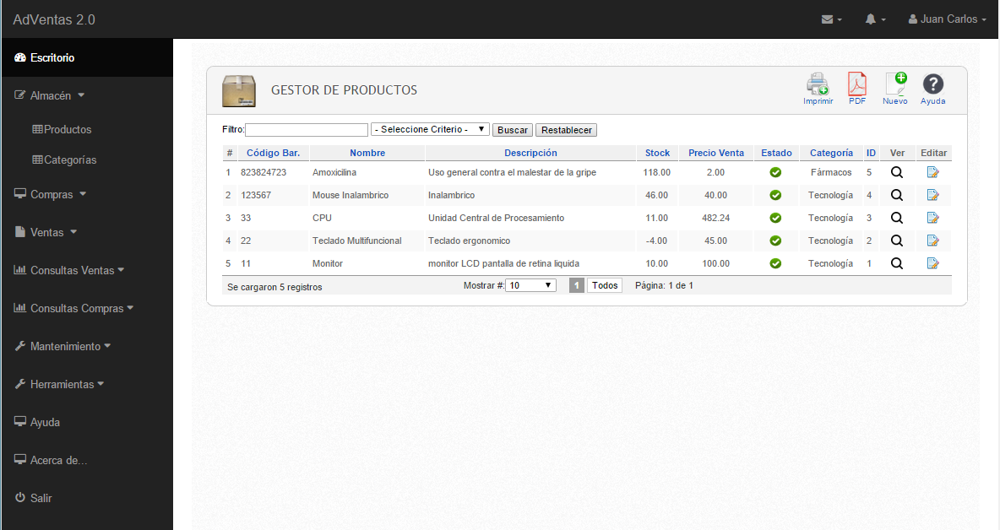 AdVentas 2.0 Juan Carlos
Escritorio
Almacén
Productos
Categorías
Compras
Ventas
Consultas Ventas
Consultas Compras
Mantenimiento
Herramientas
Ayuda
Acerca de...
Salir
GESTOR DE PRODUCTOS
Imprimir PDF Nuevo Ayuda
Filtro: - Seleccione Criterio - Buscar Restablecer
# Código Bar. Nombre Descripción Stock Precio Venta Estado Categoría ID Ver Editar
1 823824723 Amoxicilina Uso general contra el malestar de la gripe 118.00 2.00 Fármacos 5
2 123567 Mouse Inalambrico Inalambrico 46.00 40.00 Tecnología 4
3 33 CPU Unidad Central de Procesamiento 11.00 482.24 Tecnología 3
4 22 Teclado Multifuncional Teclado ergonomico -4.00 45.00 Tecnología 2
5 11 Monitor monitor LCD pantalla de retina liquida 10.00 100.00 Tecnología 1
Se cargaron 5 registros Mostrar #: 10 1 Todos Página: 1 de 1